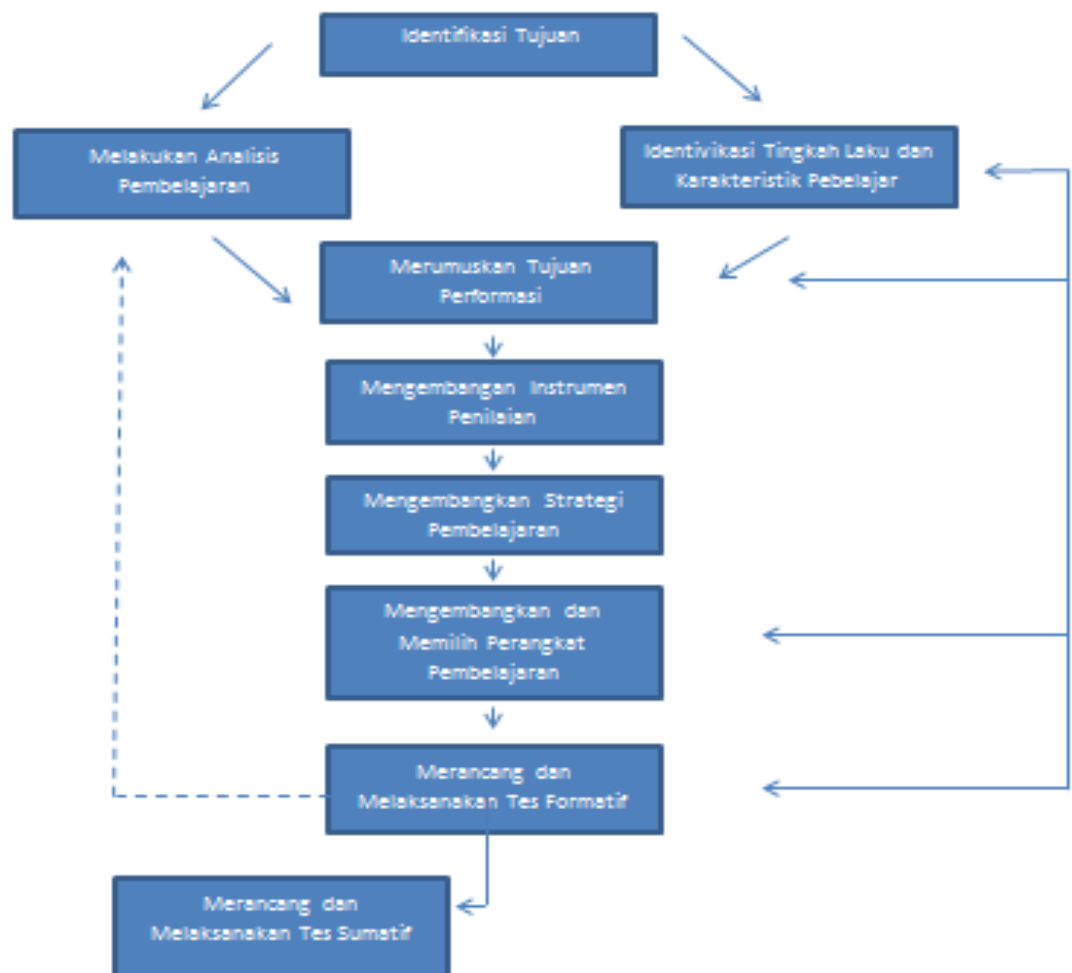 Identifikasi Tujuan
Melakukan Analisis
Pembelajaran
Identivikasi Tingkah Laku dan
Karakteristik Pebelajar
Merumuskan Tujuan
Performasi
Mengembangan Instrumen
Penilaian
Mengembangkan Strategi
Pembelajaran
Mengembangkan dan
Memilih Perangkat
Pembelajaran
Merancang dan
Melaksanakan Tes Formatif
Merancang dan
Melaksanakan Tes Sumatif